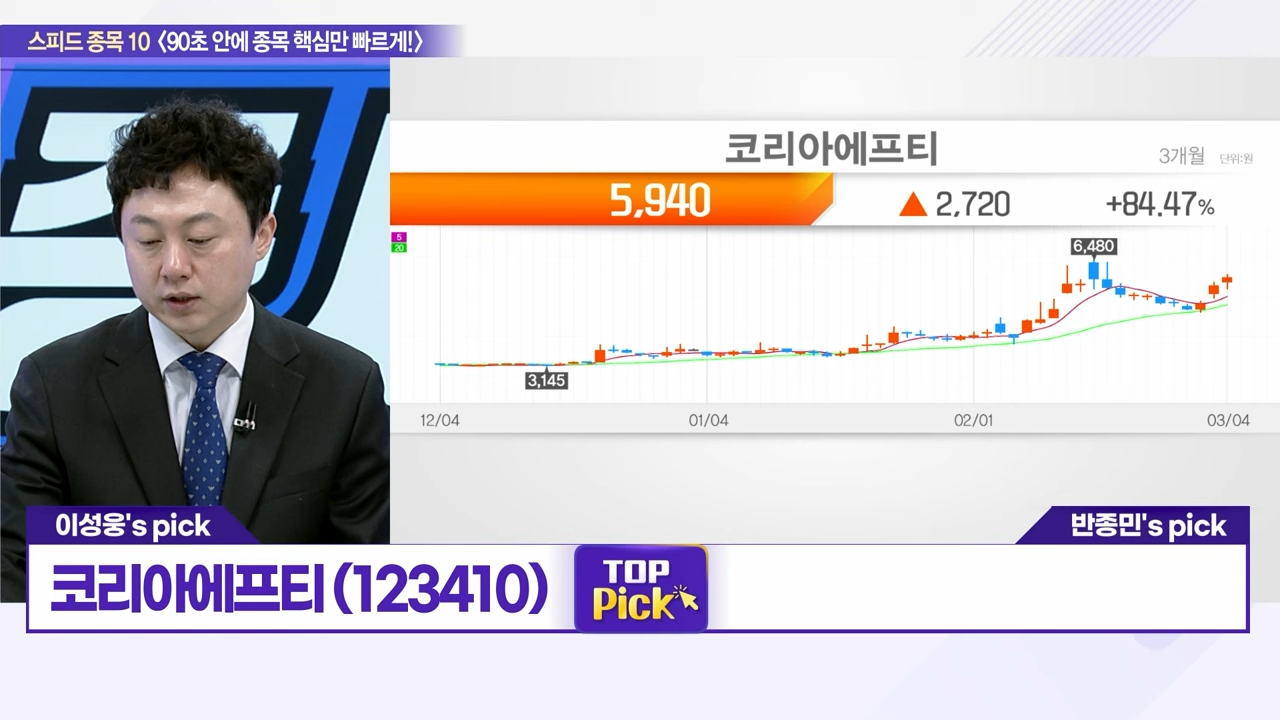 스피드 종목 10 〈90초 안에 종목 핵심만 빠르게!〉
코리아에프티
3개월 단위:원
5,940 ▲ 2,720 +84.47%
5
20
6,480
3,145
12/04 01/04 02/01 03/04
이성웅's pick
반종민's pick
코리아에프티 (123410)
TOP
Pick